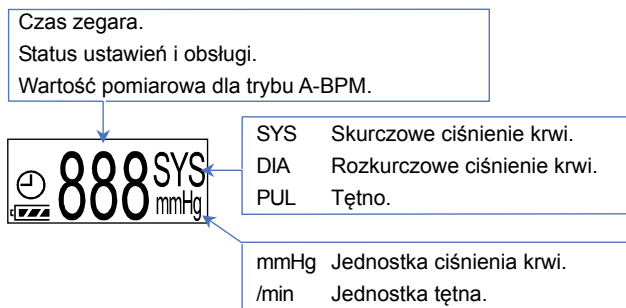 Czas zegara.
Status ustawień i obsługi.
Wartość pomiarowa dla trybu A-BPM.
888 SYS
mmHg
SYS Skurczowe ciśnienie krwi.
DIA Rozkurczowe ciśnienie krwi.
PUL Tętno.
mmHg Jednostka ciśnienia krwi.
/min Jednostka tętna.